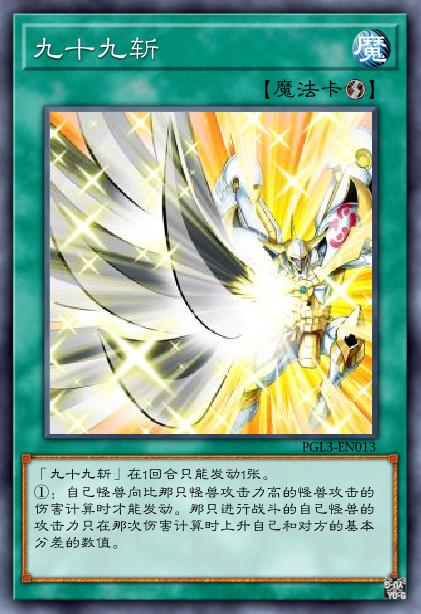 九十九斩
魔
【魔法卡】
PGL3-EN013
「九十九斩」在1回合只能发动1张。
①：自己怪兽向比那只怪兽攻击力高的怪兽攻击的
伤害计算时才能发动。那只进行战斗的自己怪兽的
攻击力只在那次伤害计算时上升自己和对方的基本
分差的数值。